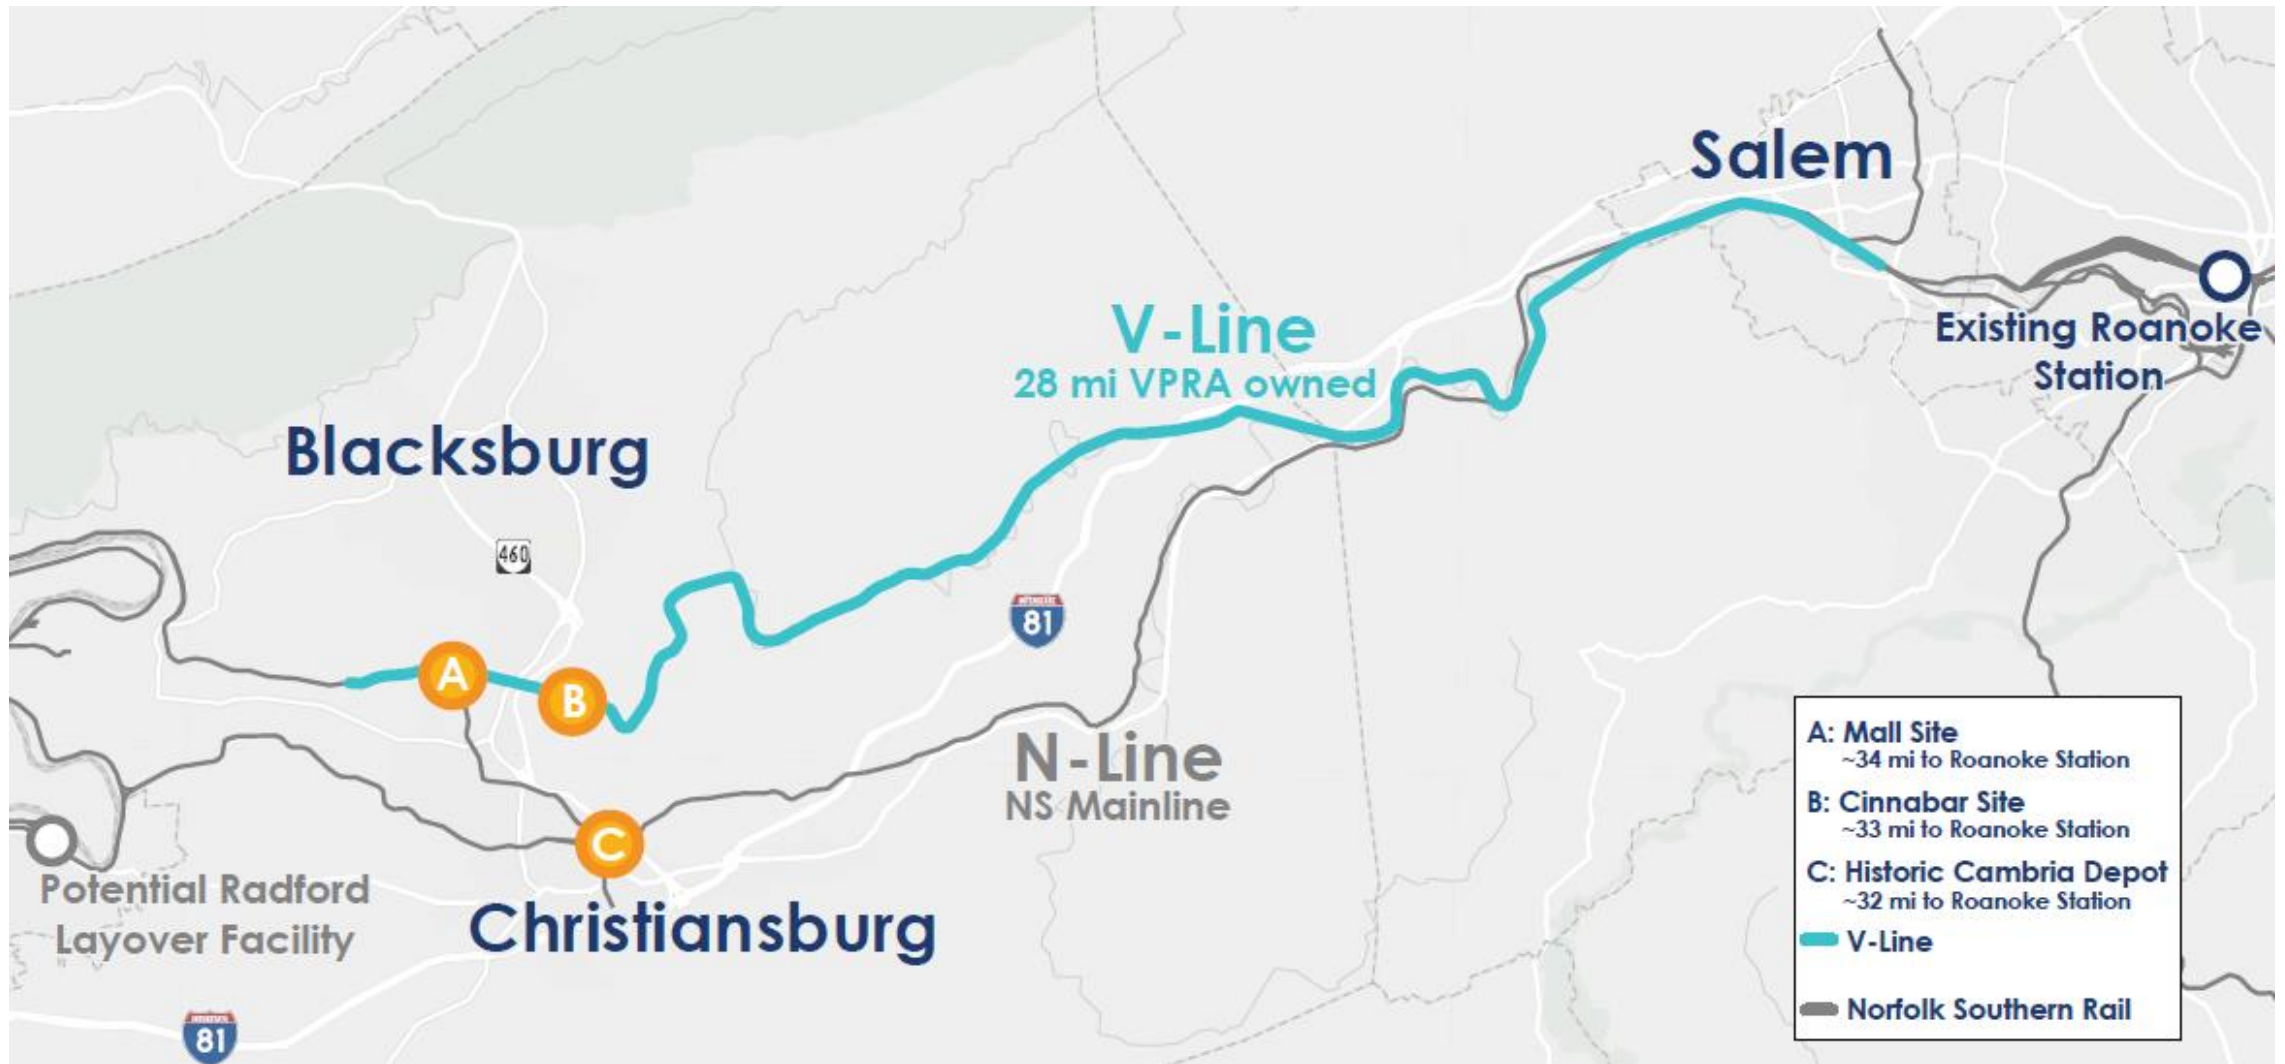 Salem
Existing Roanoke
Station
V-Line
28 mi VPRA owned
Blacksburg
460
INTERSTATE
81
N-Line
NS Mainline
A
B
C
Potential Radford
Layover Facility
Christiansburg
INTERSTATE
81
A: Mall Site
~34 mi to Roanoke Station
B: Cinnabar Site
~33 mi to Roanoke Station
C: Historic Cambria Depot
~32 mi to Roanoke Station
V-Line
Norfolk Southern Rail